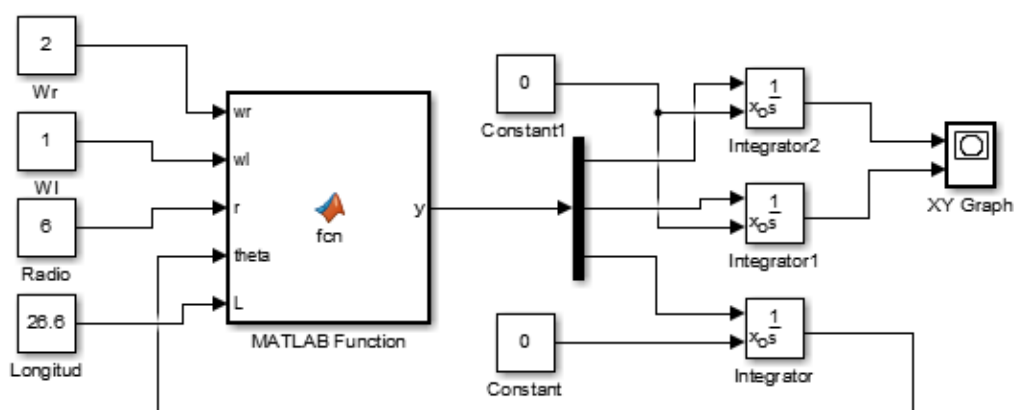 2
Wr
1
Wl
6
Radio
26.6
Longitud
wr
wl
r
theta
L
fcn
y
MATLAB Function
0
Constant1
0
Constant
1
xo s
Integrator2
1
xo s
Integrator1
1
xo s
Integrator
XY Graph